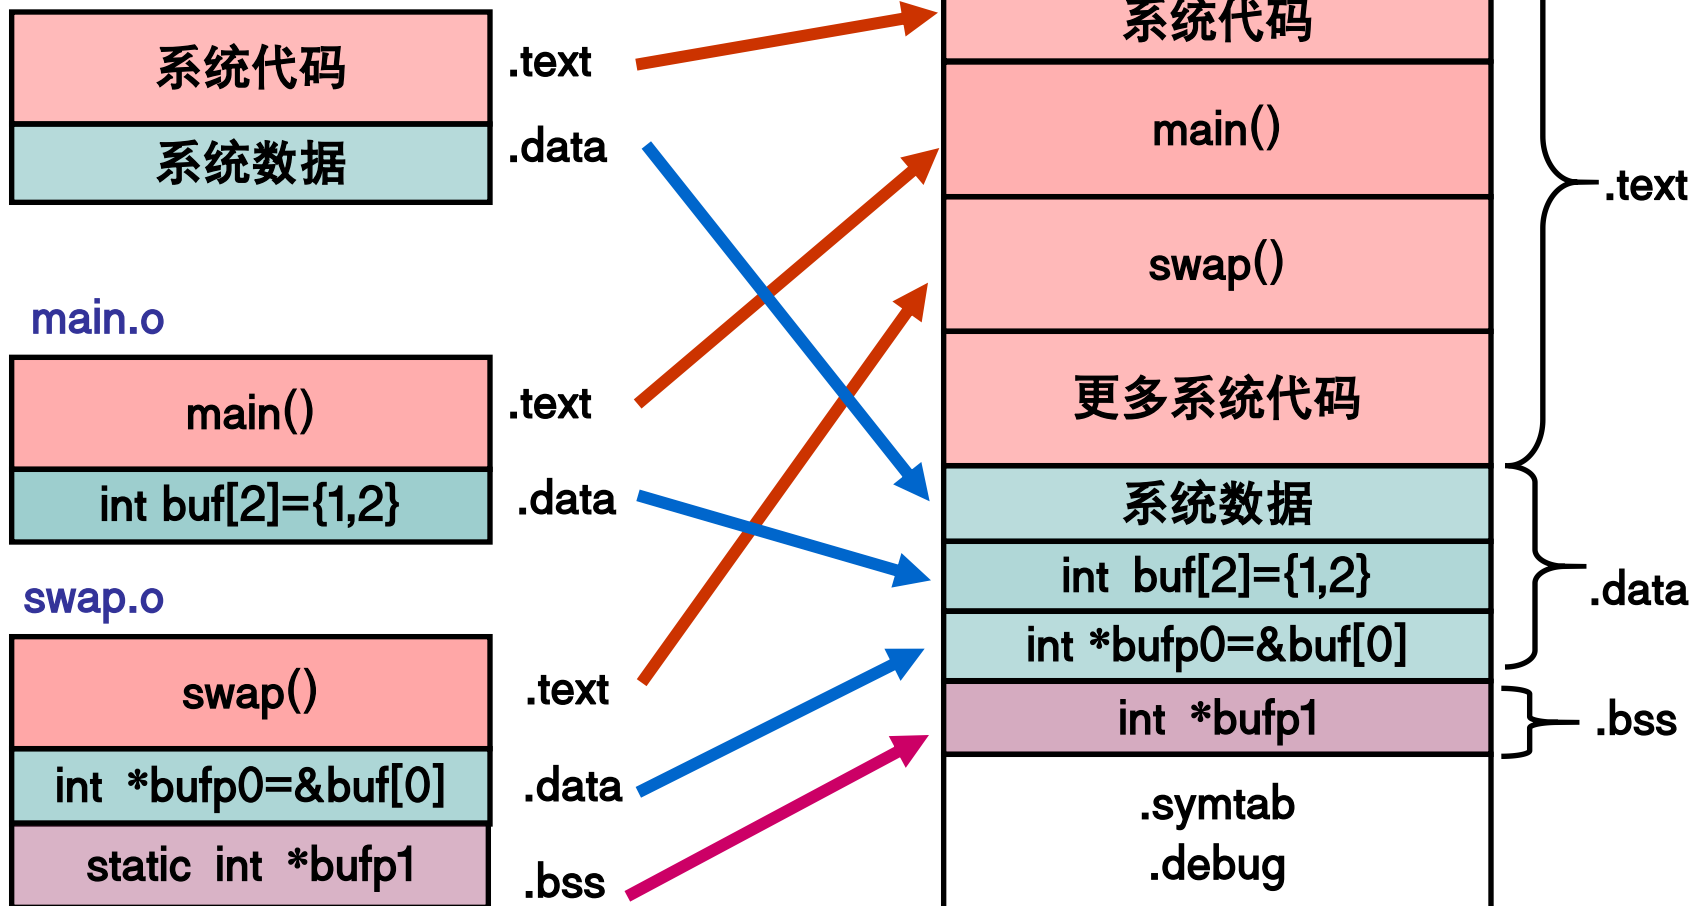 系统代码
.text
系统数据
.data
main.o
main()
.text
int buf[2]={1,2}
.data
swap.o
swap()
.text
int *bufp0=&buf[0]
.data
static int *bufp1
.bss
系统代码
main()
swap()
更多系统代码
.text
系统数据
int buf[2]={1,2}
int *bufp0=&buf[0]
.data
int *bufp1
.bss
.symtab
.debug